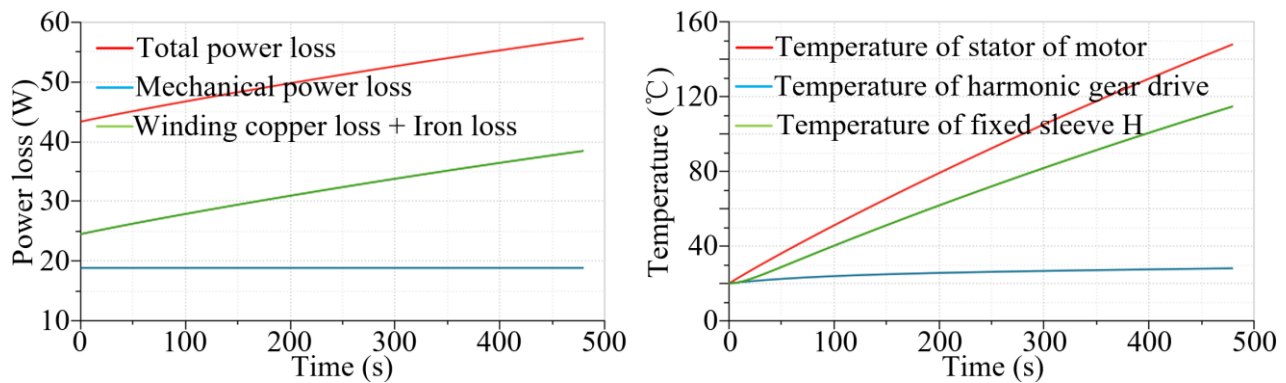 60
50
40
30
20
10
Power loss (W)
Total power loss
Mechanical power loss
Winding copper loss + Iron loss
0
100
200
300
400
500
Time (s)
160
120
80
40
0
Temperature (℃)
Temperature of stator of motor
Temperature of harmonic gear drive
Temperature of fixed sleeve H
0
100
200
300
400
500
Time (s)